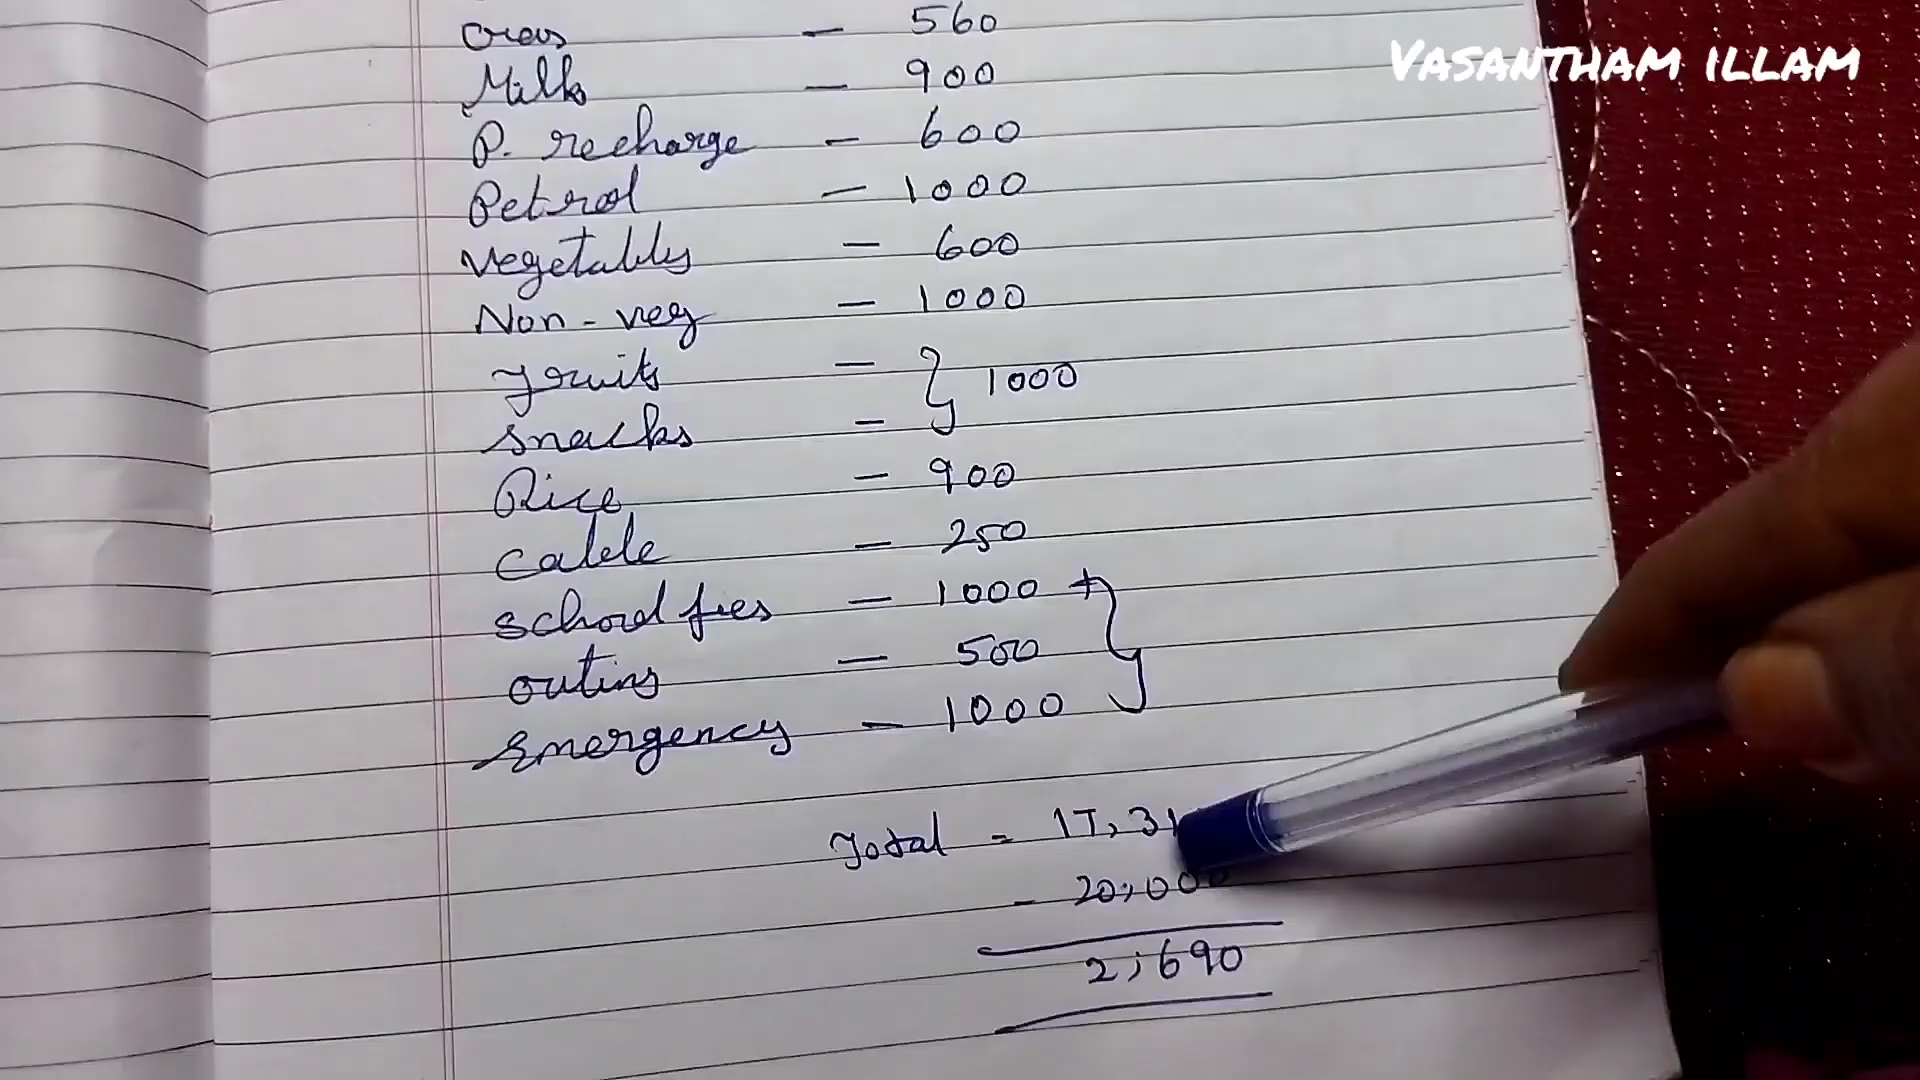 VASANTHAM ILLAM
Gas - 560
Milk - 900
P. recharge - 600
Petrol - 1000
Vegetables - 600
Non-veg - 1000
Fruits - } 1000
Snacks -
Rice - 900
Cable - 250
School fees - 1000 + }
Outing - 500
Emergency - 1000
Total = 17,31
- 20,000
2,690